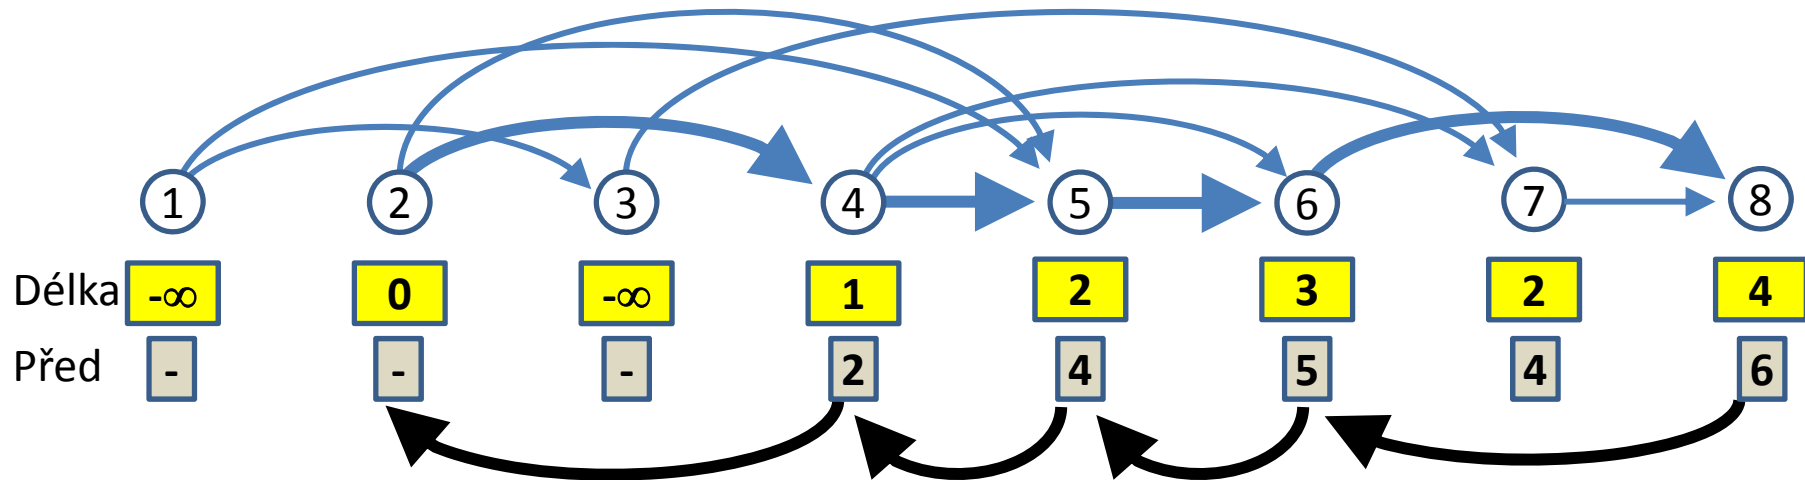 1 2 3 4 5 6 7 8
Délka -∞ 0 -∞ 1 2 3 2 4
Před - - - 2 4 5 4 6